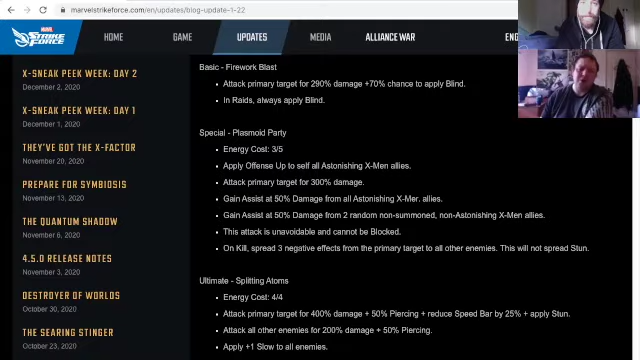 marvelstrikeforce.com/en/updates/blog-update-1-22
MARVEL
STRIKE
FORCE
HOME
GAME
UPDATES
MEDIA
ALLIANCE WAR
ENG
X-SNEAK PEEK WEEK: DAY 2
December 2, 2020
X-SNEAK PEEK WEEK: DAY 1
December 1, 2020
THEY'VE GOT THE X-FACTOR
November 20, 2020
PREPARE FOR SYMBIOSIS
November 13, 2020
THE QUANTUM SHADOW
November 6, 2020
4.5.0 RELEASE NOTES
November 3, 2020
DESTROYER OF WORLDS
October 30, 2020
THE SEARING STINGER
October 23, 2020
Basic - Firework Blast
• Attack primary target for 290% damage +70% chance to apply Blind.
• In Raids, always apply Blind.
Special - Plasmoid Party
• Energy Cost: 3/5
• Apply Offense Up to self all Astonishing X-Men allies.
• Attack primary target for 300% damage.
• Gain Assist at 50% Damage from all Astonishing X-Men allies.
• Gain Assist at 50% Damage from 2 random non-summoned, non-Astonishing X-Men allies.
• This attack is unavoidable and cannot be Blocked.
• On Kill, spread 3 negative effects from the primary target to all other enemies. This will not spread Stun.
Ultimate - Splitting Atoms
• Energy Cost: 4/4
• Attack primary target for 400% damage + 50% Piercing + reduce Speed Bar by 25% + apply Stun.
• Attack all other enemies for 200% damage + 50% Piercing.
• Apply +1 Slow to all enemies.